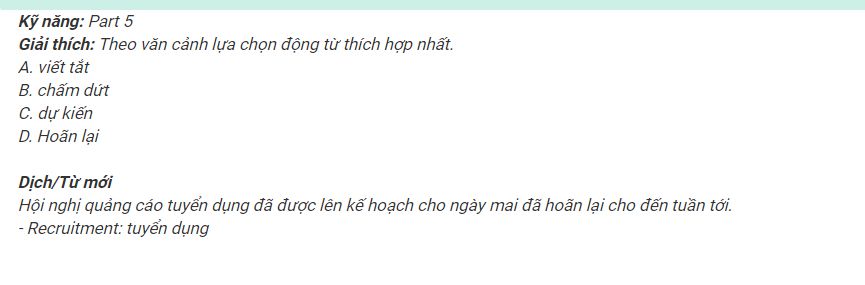 Kỹ năng: Part 5
Giải thích: Theo văn cảnh lựa chọn động từ thích hợp nhất.
A. viết tắt
B. chấm dứt
C. dự kiến
D. Hoãn lại
Dịch/Từ mới
Hội nghị quảng cáo tuyển dụng đã được lên kế hoạch cho ngày mai đã hoãn lại cho đến tuần tới.
- Recruitment: tuyển dụng